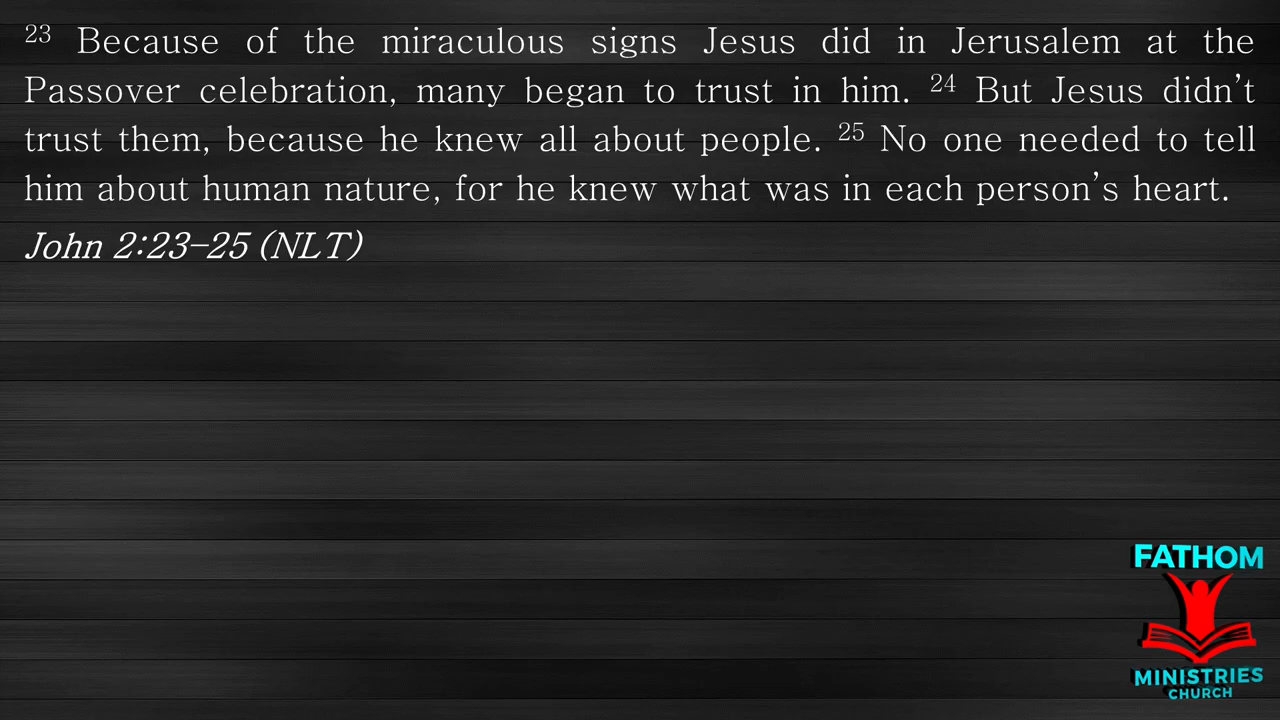 23 Because of the miraculous signs Jesus did in Jerusalem at the
Passover celebration, many began to trust in him. 24 But Jesus didn’t
trust them, because he knew all about people. 25 No one needed to tell
him about human nature, for he knew what was in each person’s heart.
John 2:23–25 (NLT)
FATHOM
MINISTRIES
CHURCH